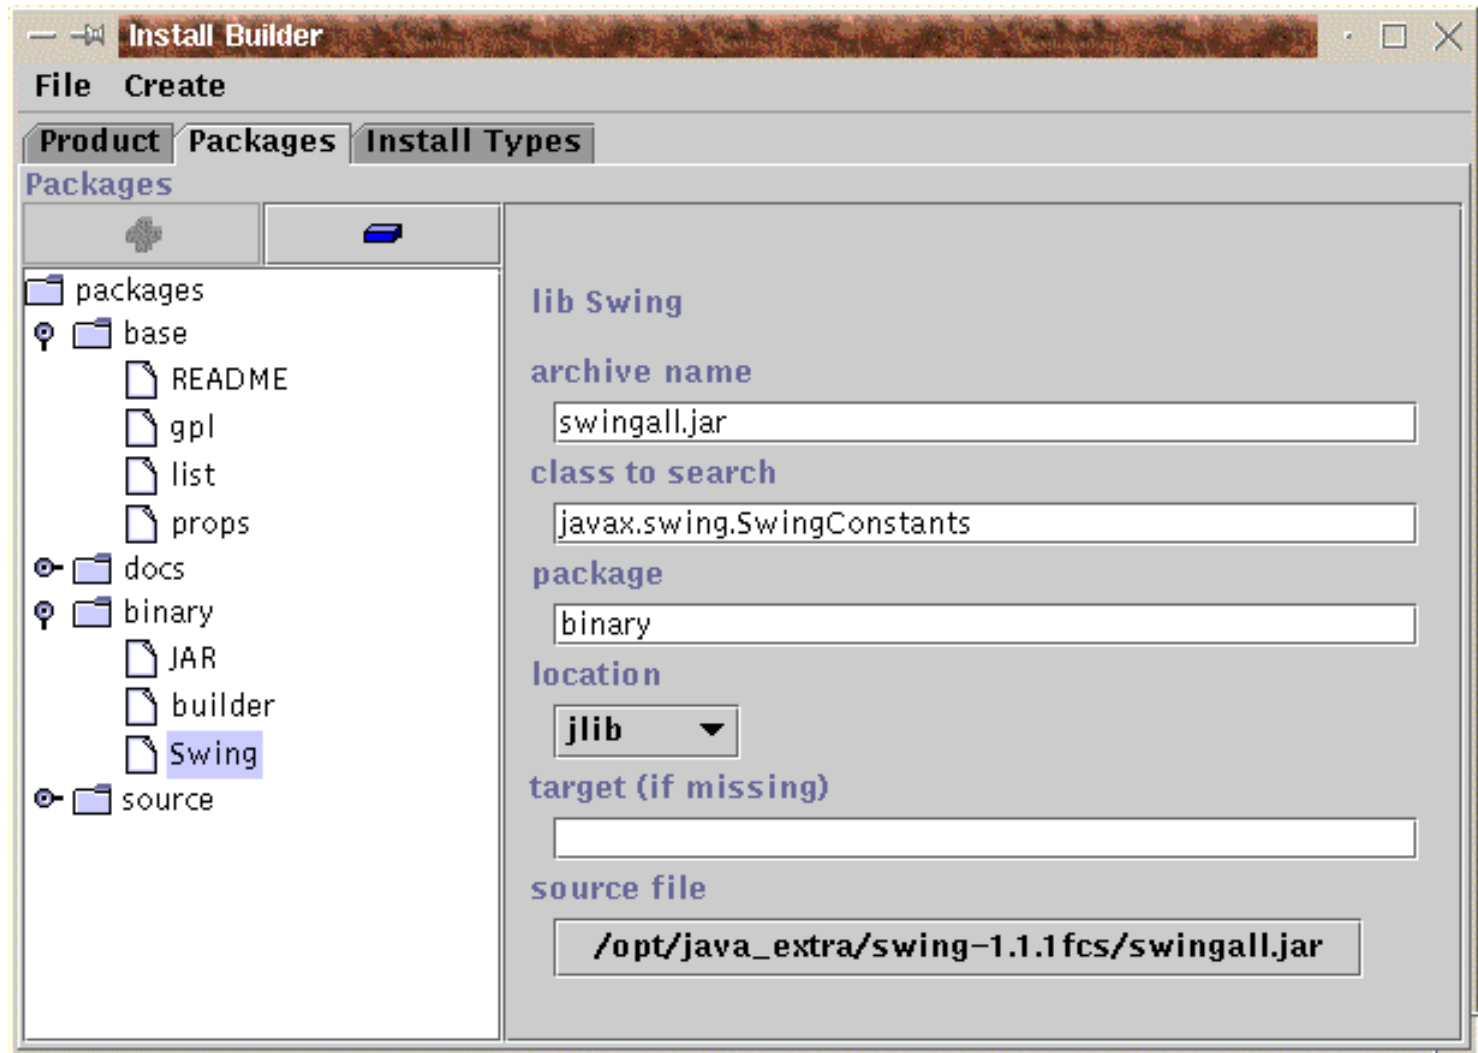 Install Builder
File Create
Product Packages Install Types
Packages
packages
base
README
gpl
list
props
docs
binary
JAR
builder
Swing
source
lib Swing
archive name
swingall.jar
class to search
javax.swing.SwingConstants
package
binary
location
jlib
target (if missing)
source file
/opt/java_extra/swing-1.1.1fcs/swingall.jar